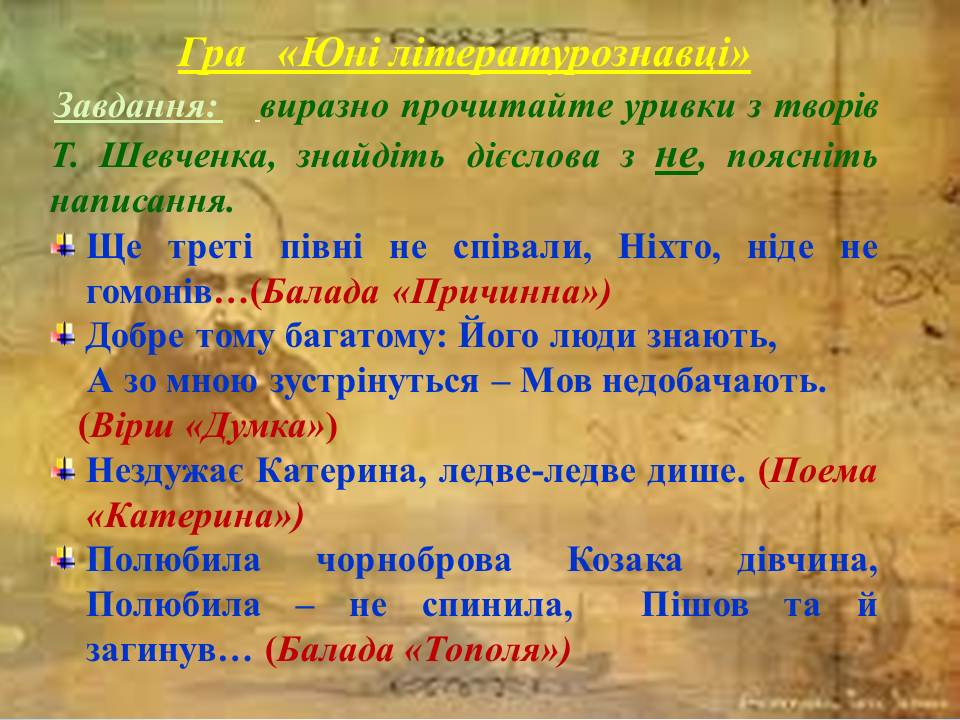 Гра «Юні літературознавці»
Завдання: виразно прочитайте уривки з творів
Т. Шевченка, знайдіть дієслова з не, поясніть
написання.
Ще треті півні не співали, Ніхто, ніде не
гомонів…(Балада «Причинна»)
Добре тому багатому: Його люди знають,
А зо мною зустрінуться – Мов недобачають.
(Вірш «Думка»)
Нездужає Катерина, ледве-ледве дише. (Поема
«Катерина»)
Полюбила чорноброва Козака дівчина,
Полюбила – не спинила, Пішов та й
загинув… (Балада «Тополя»)